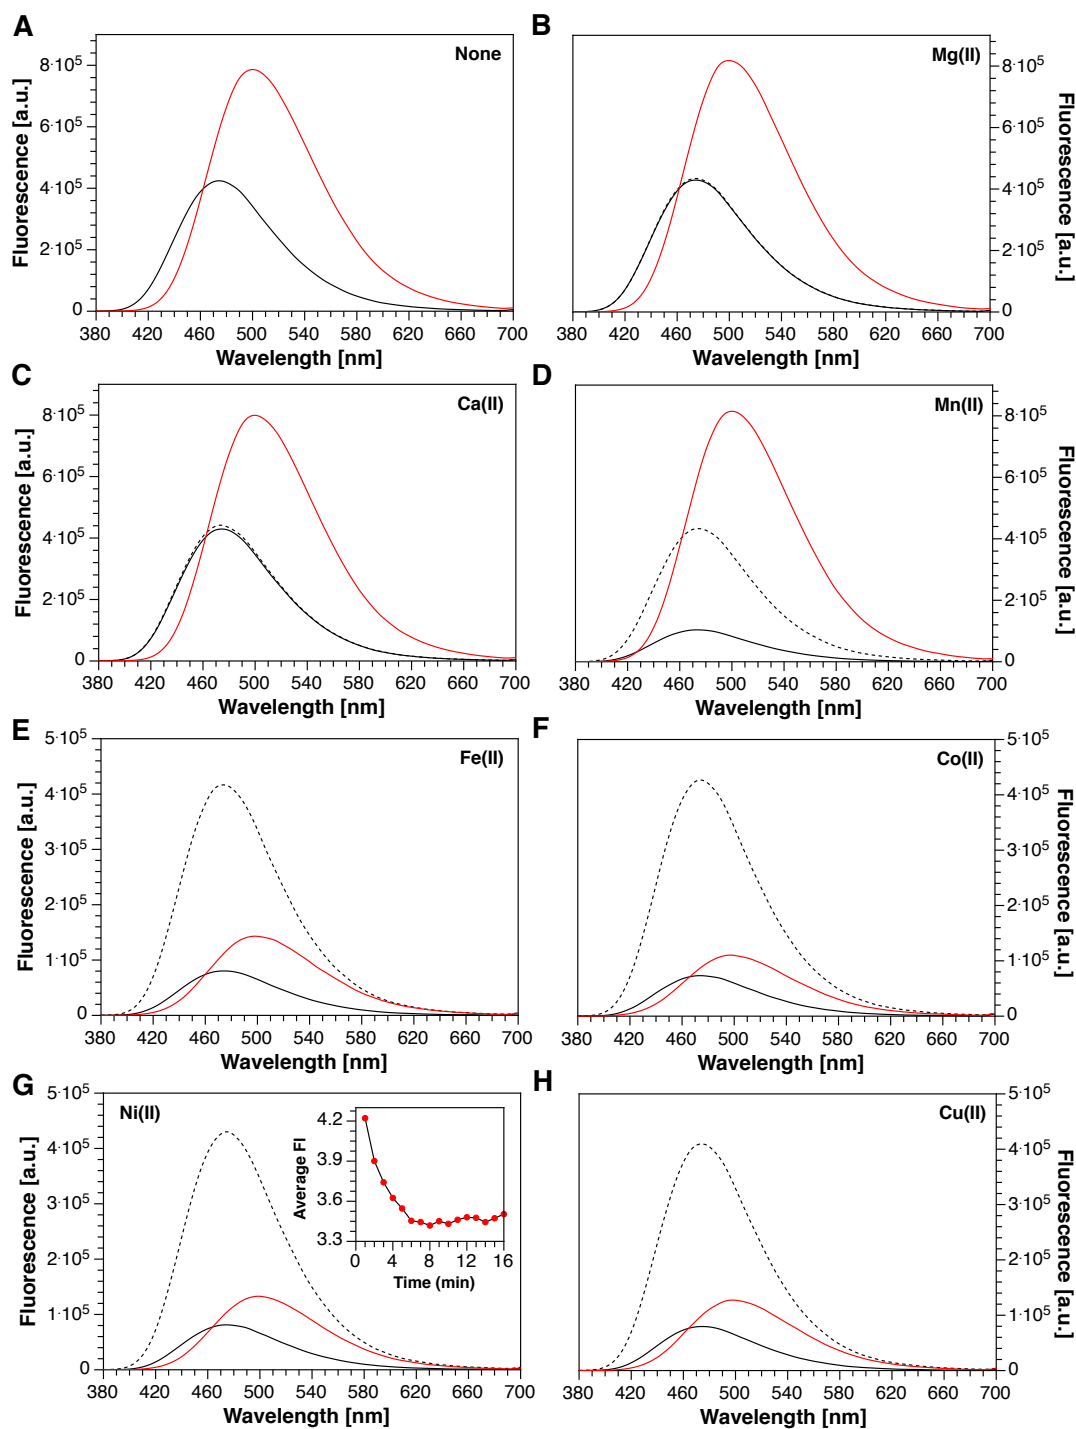 A
None
Fluorescence [a.u.]
8·10⁵
6·10⁵
4·10⁵
2·10⁵
0
380 420 460 500 540 580 620 660 700
Wavelength [nm]
B
Mg(II)
Fluorescence [a.u.]
8·10⁵
6·10⁵
4·10⁵
2·10⁵
0
380 420 460 500 540 580 620 660 700
Wavelength [nm]
C
Ca(II)
Fluorescence [a.u.]
8·10⁵
6·10⁵
4·10⁵
2·10⁵
0
380 420 460 500 540 580 620 660 700
Wavelength [nm]
D
Mn(II)
Fluorescence [a.u.]
8·10⁵
6·10⁵
4·10⁵
2·10⁵
0
380 420 460 500 540 580 620 660 700
Wavelength [nm]
E
Fe(II)
Fluorescence [a.u.]
5·10⁵
4·10⁵
3·10⁵
2·10⁵
1·10⁵
0
380 420 460 500 540 580 620 660 700
Wavelength [nm]
F
Co(II)
Fluorescence [a.u.]
5·10⁵
4·10⁵
3·10⁵
2·10⁵
1·10⁵
0
380 420 460 500 540 580 620 660 700
Wavelength [nm]
G
Ni(II)
Fluorescence [a.u.]
5·10⁵
4·10⁵
3·10⁵
2·10⁵
1·10⁵
0
Average FI
4.2
3.9
3.6
3.3
0 4 8 12 16
Time (min)
380 420 460 500 540 580 620 660 700
Wavelength [nm]
H
Cu(II)
Fluorescence [a.u.]
5·10⁵
4·10⁵
3·10⁵
2·10⁵
1·10⁵
0
380 420 460 500 540 580 620 660 700
Wavelength [nm]